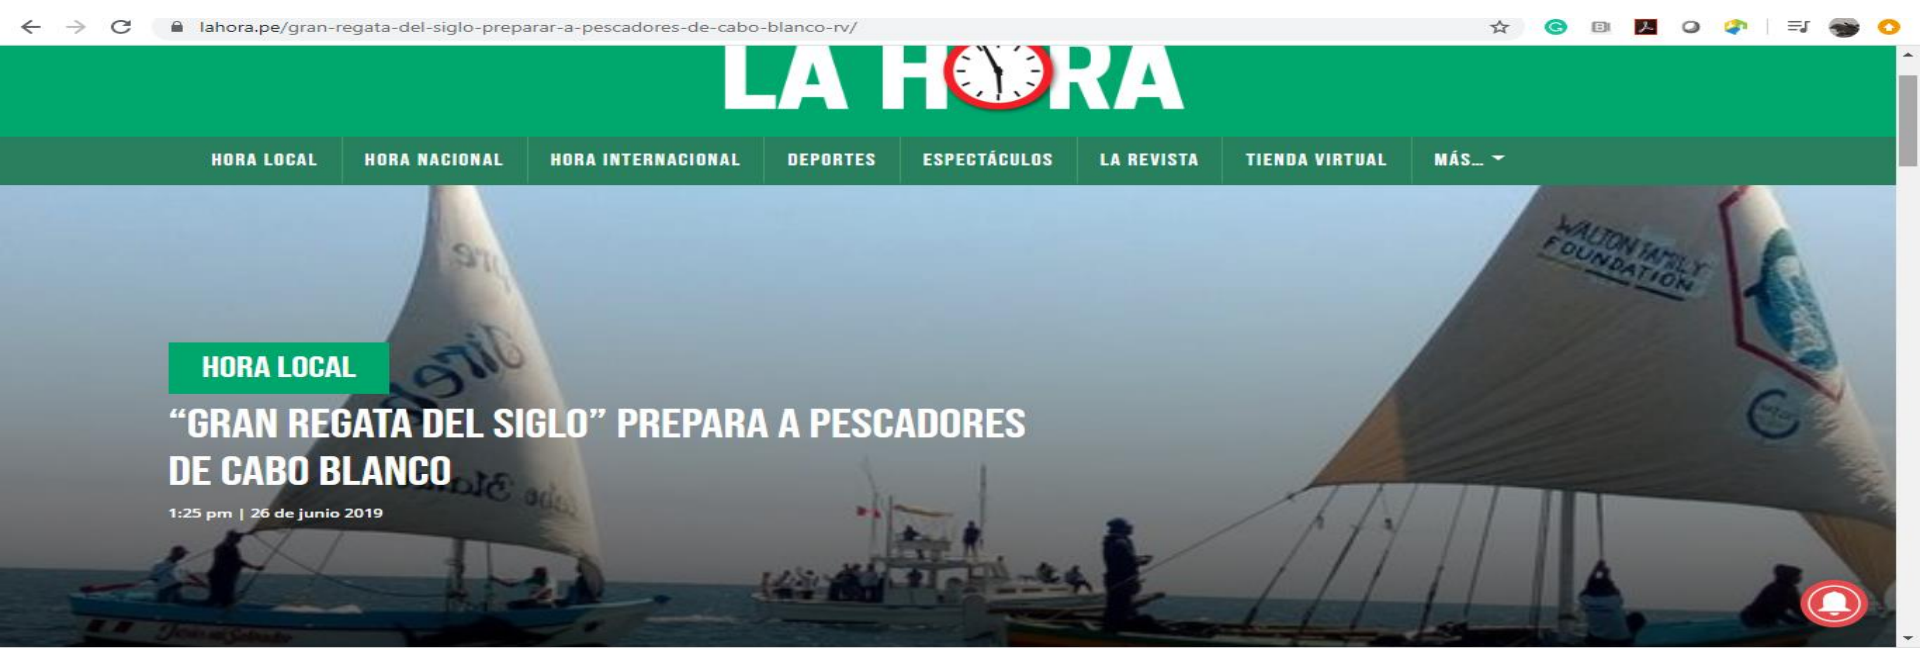 lahora.pe/gran-regata-del-siglo-preparar-a-pescadores-de-cabo-blanco-rv/
LA HORA
HORA LOCAL
HORA NACIONAL
HORA INTERNACIONAL
DEPORTES
ESPECTÁCULOS
LA REVISTA
TIENDA VIRTUAL
MÁS...
WALTON FAMILY
FOUNDATION
HORA LOCAL
“GRAN REGATA DEL SIGLO” PREPARA A PESCADORES
DE CABO BLANCO
1:25 pm | 26 de junio 2019